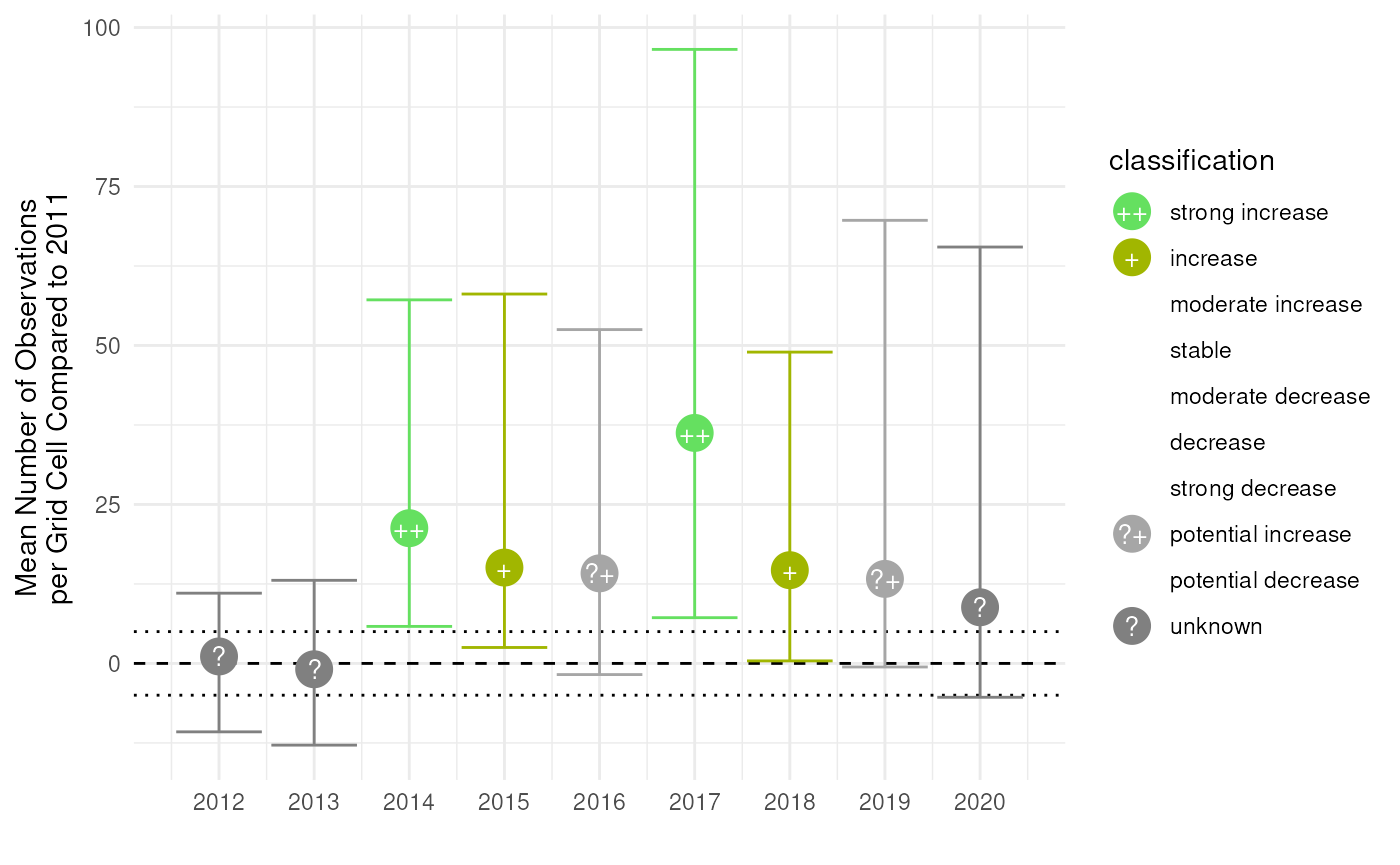 100
75
50
25
0
Mean Number of Observations
per Grid Cell Compared to 2011
++
++
+
+
?+
?+
?
?
?
2012 2013 2014 2015 2016 2017 2018 2019 2020
classification
++ strong increase
+ increase
moderate increase
stable
moderate decrease
decrease
strong decrease
?+ potential increase
potential decrease
? unknown